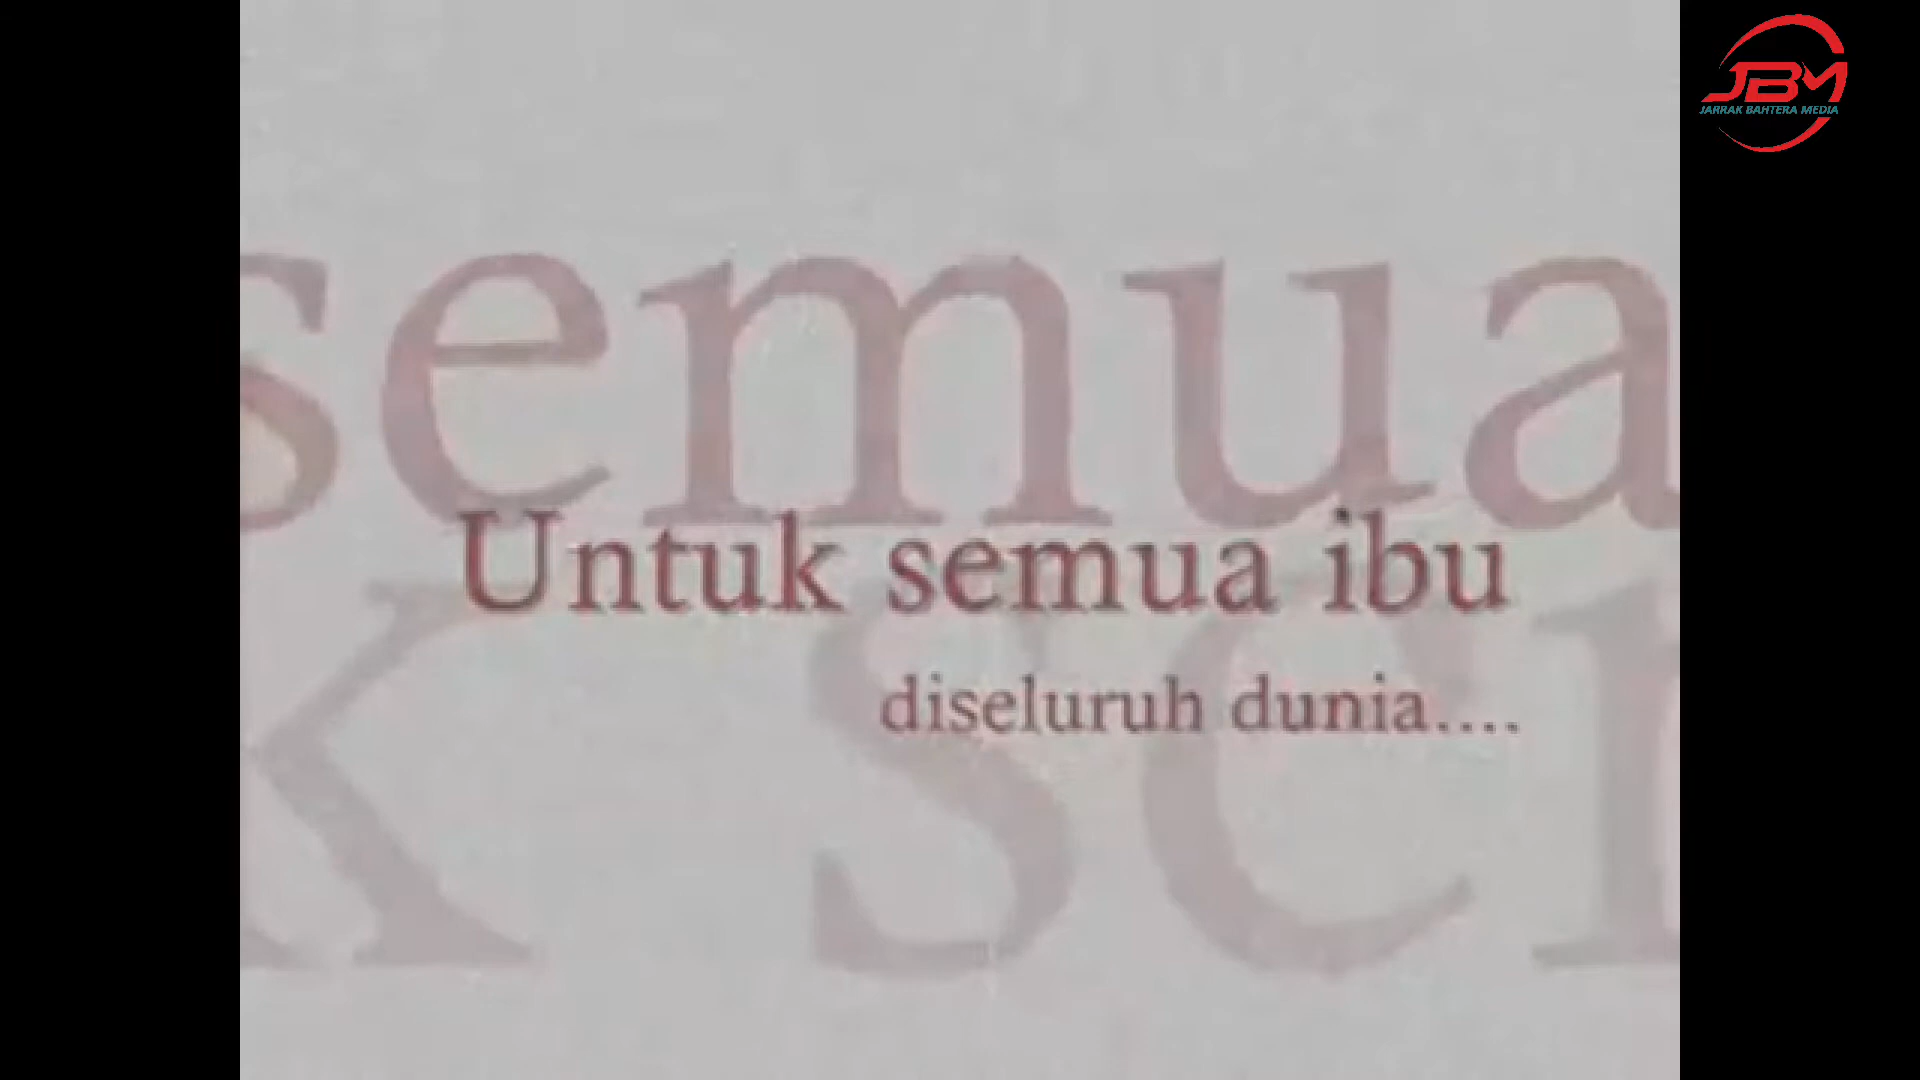 JBM
JARRAK BAHTERA MEDIA
semua
Untuk semua ibu
diseluruh dunia....